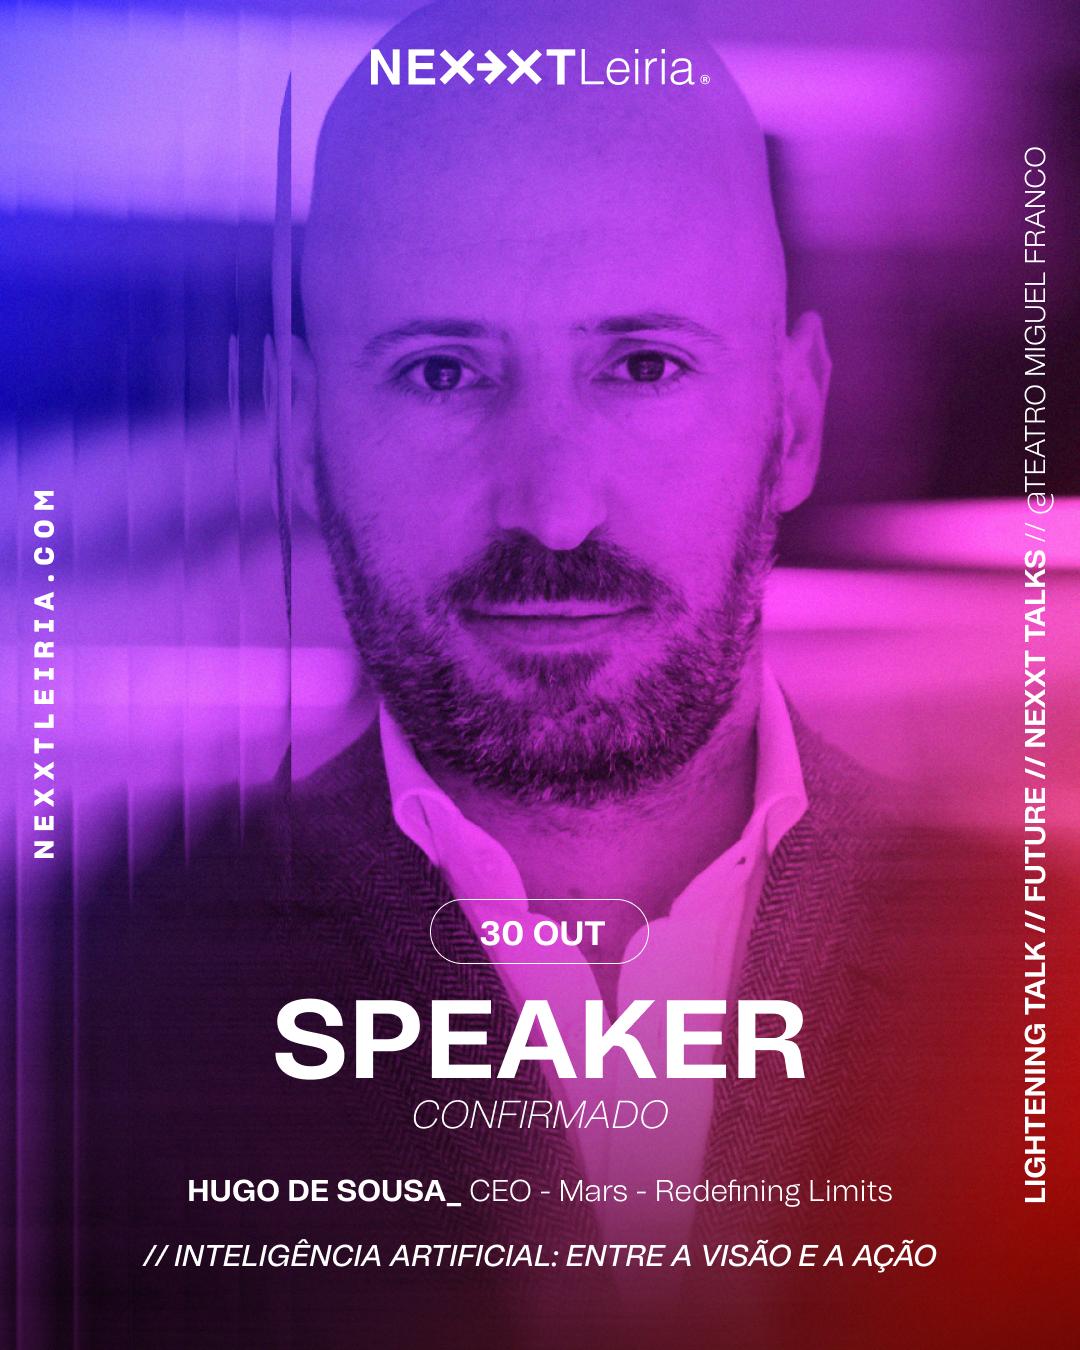 NEXXTLeiria®
NEXXTLEIRIA.COM
LIGHTENING TALK // FUTURE // NEXXT TALKS // @TEATRO MIGUEL FRANCO
30 OUT
SPEAKER
CONFIRMADO
HUGO DE SOUSA_ CEO - Mars - Redefining Limits
// INTELIGÊNCIA ARTIFICIAL: ENTRE A VISÃO E A AÇÃO